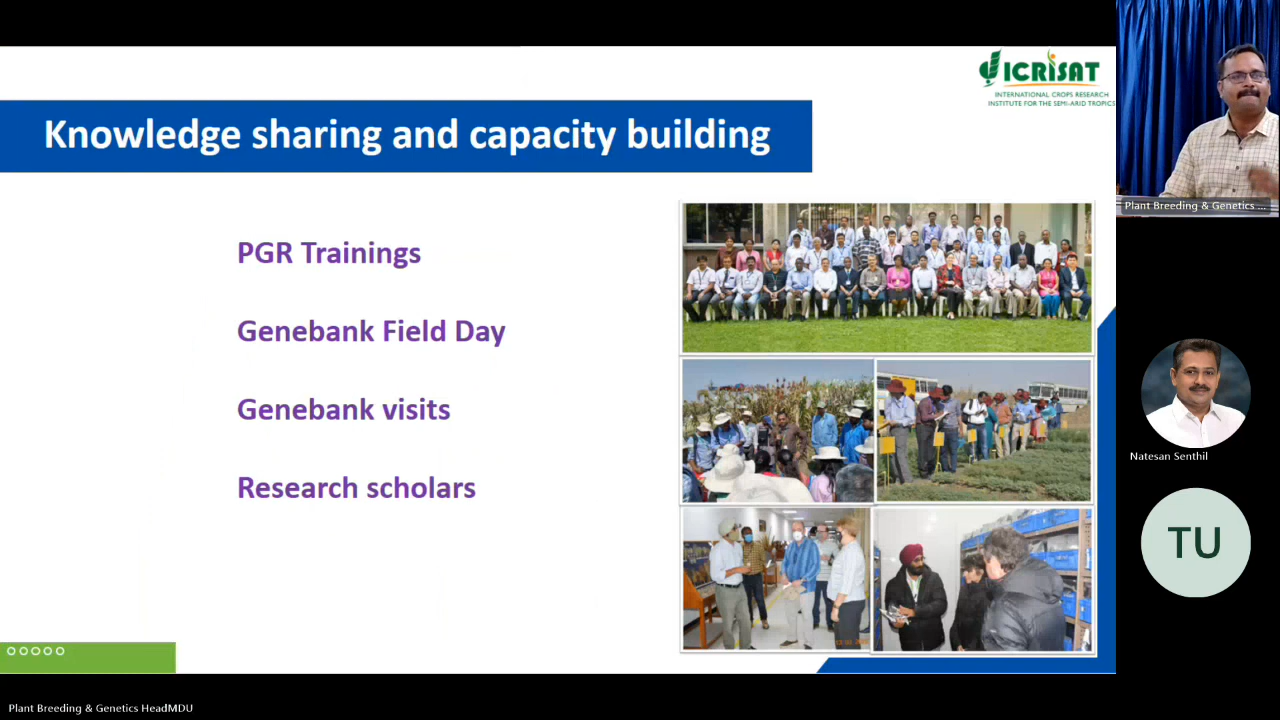 ICRISAT
INTERNATIONAL CROPS RESEARCH
INSTITUTE FOR THE SEMI-ARID TROPICS
Knowledge sharing and capacity building
PGR Trainings
Genebank Field Day
Genebank visits
Research scholars
Plant Breeding & Genetics ...
Natesan Senthil
TU
Plant Breeding & Genetics HeadMDU